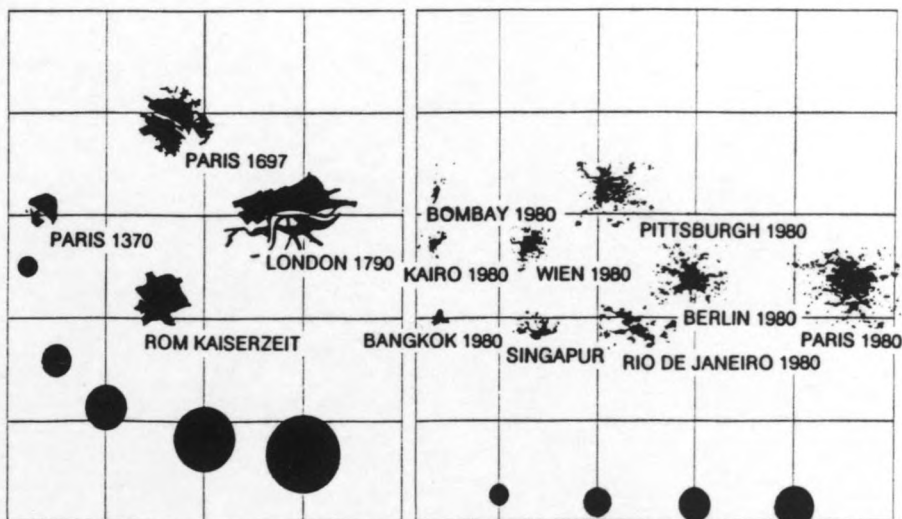 PARIS 1697
PARIS 1370
LONDON 1790
ROM KAISERZEIT
BOMBAY 1980
PITTSBURGH 1980
KAIRO 1980
WIEN 1980
BERLIN 1980
PARIS 1980
BANGKOK 1980
SINGAPUR
RIO DE JANEIRO 1980